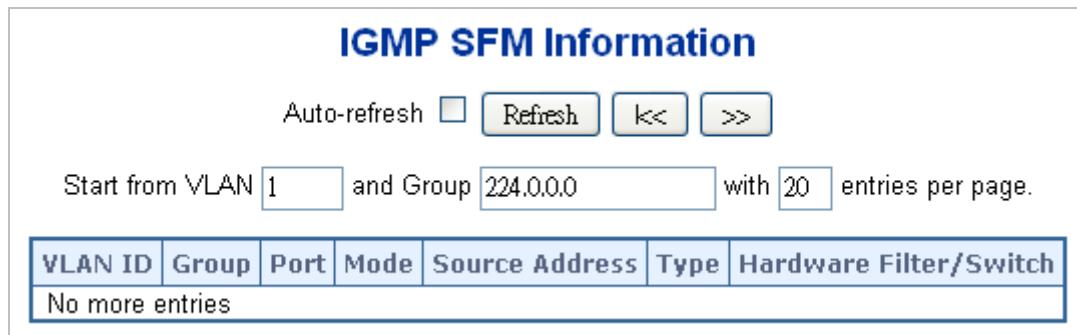 IGMP SFM Information
Auto-refresh Refresh |<< >>
Start from VLAN 1 and Group 224.0.0.0 with 20 entries per page.
VLAN ID Group Port Mode Source Address Type Hardware Filter/Switch
No more entries